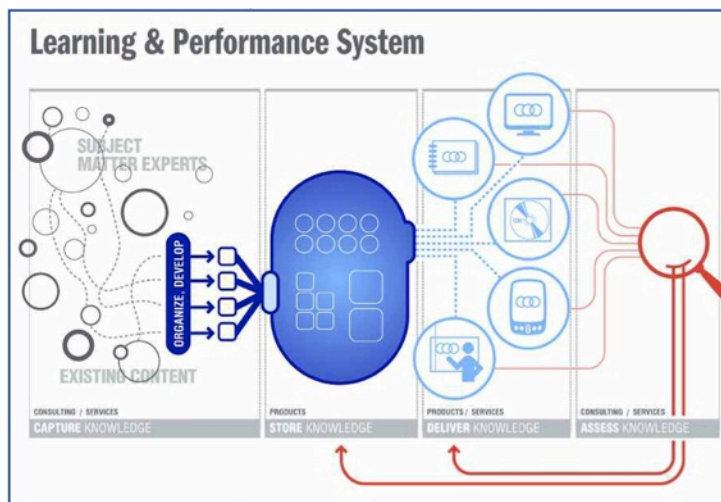 Learning & Performance System
SUBJECT
MATTER EXPERTS
ORGANIZE, DEVELOP
EXISTING CONTENT
CONSULTING / SERVICES
CAPTURE KNOWLEDGE
PRODUCTS
STORE KNOWLEDGE
PRODUCTS / SERVICES
DELIVER KNOWLEDGE
CONSULTING / SERVICES
ASSESS KNOWLEDGE